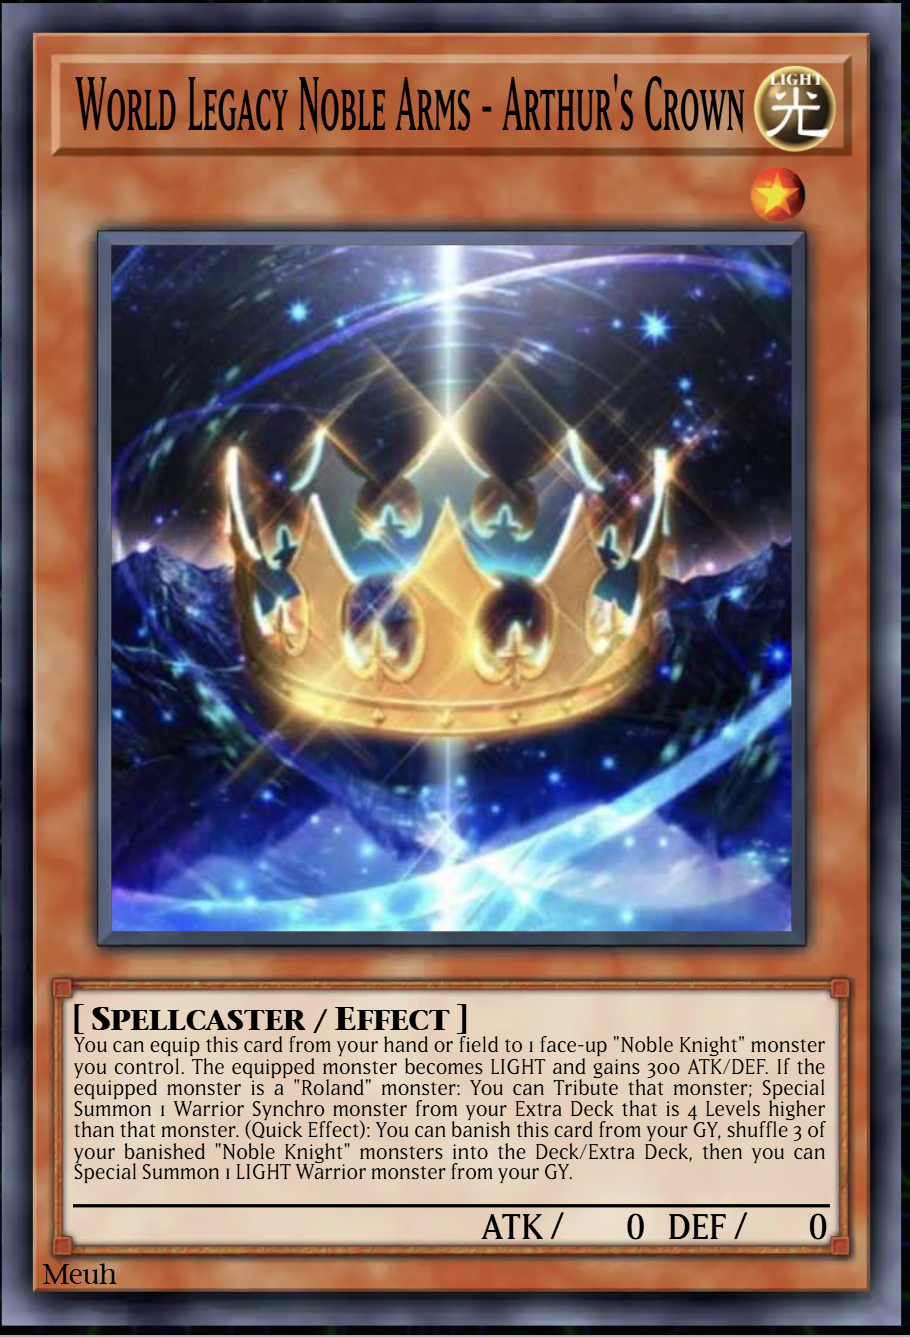 World Legacy Noble Arms - Arthur's Crown
LIGHT
光
[ Spellcaster / Effect ]
You can equip this card from your hand or field to 1 face-up "Noble Knight" monster
you control. The equipped monster becomes LIGHT and gains 300 ATK/DEF. If the
equipped monster is a "Roland" monster: You can Tribute that monster; Special
Summon 1 Warrior Synchro monster from your Extra Deck that is 4 Levels higher
than that monster. (Quick Effect): You can banish this card from your GY, shuffle 3 of
your banished "Noble Knight" monsters into the Deck/Extra Deck, then you can
Special Summon 1 LIGHT Warrior monster from your GY.
ATK / 0 DEF / 0
Meuh